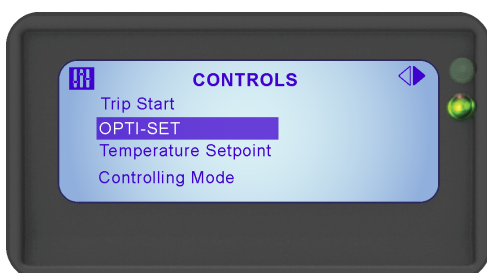 CONTROLS
Trip Start
OPTI-SET
Temperature Setpoint
Controlling Mode